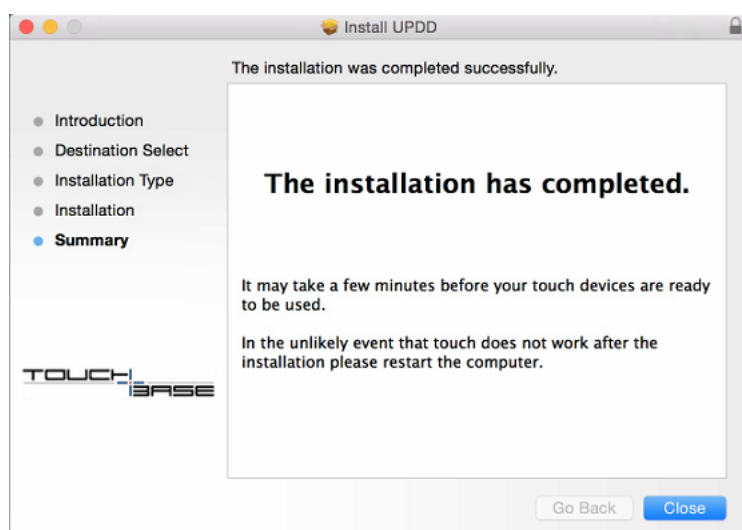 Install UPDD
The installation was completed successfully.
Introduction
Destination Select
Installation Type
Installation
Summary
The installation has completed.
It may take a few minutes before your touch devices are ready
to be used.
In the unlikely event that touch does not work after the
installation please restart the computer.
TOUCH
BASE
Go Back
Close